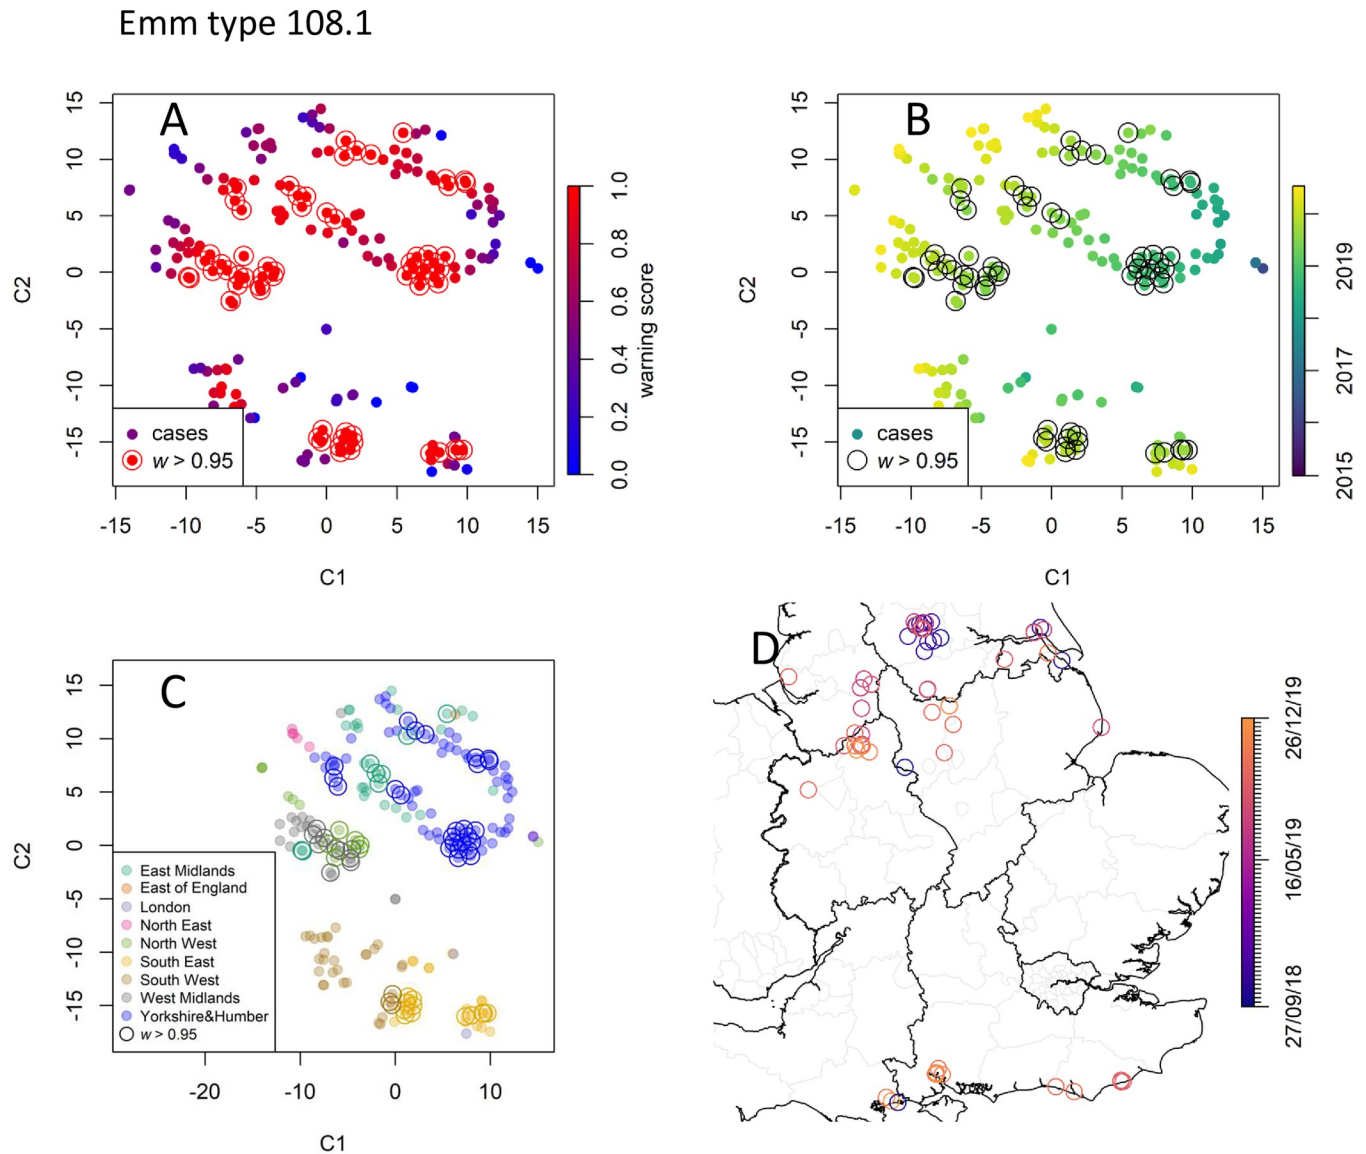 Emm type 108.1
A
15
10
5
0
-5
-10
-15
C2
cases
w > 0.95
-15 -10 -5 0 5 10 15
C1
0.0 0.2 0.4 0.6 0.8 1.0
warning score
B
15
10
5
0
-5
-10
-15
C2
cases
w > 0.95
-15 -10 -5 0 5 10 15
C1
2015 2017 2019
C
15
10
5
0
-5
-10
-15
C2
East Midlands
East of England
London
North East
North West
South East
South West
West Midlands
Yorkshire&Humber
w > 0.95
-20 -10 0 10
C1
D
27/09/18 16/05/19 26/12/19